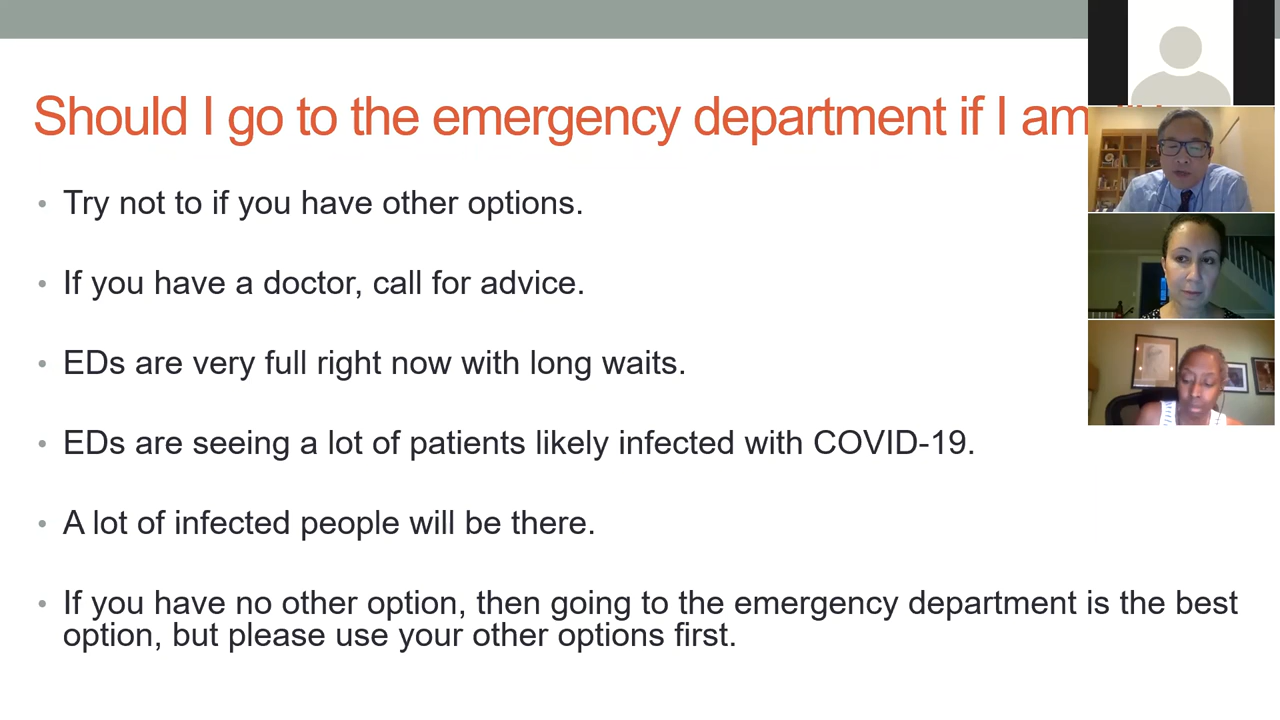 Should I go to the emergency department if I am
Try not to if you have other options.
If you have a doctor, call for advice.
EDs are very full right now with long waits.
EDs are seeing a lot of patients likely infected with COVID-19.
A lot of infected people will be there.
If you have no other option, then going to the emergency department is the best
option, but please use your other options first.